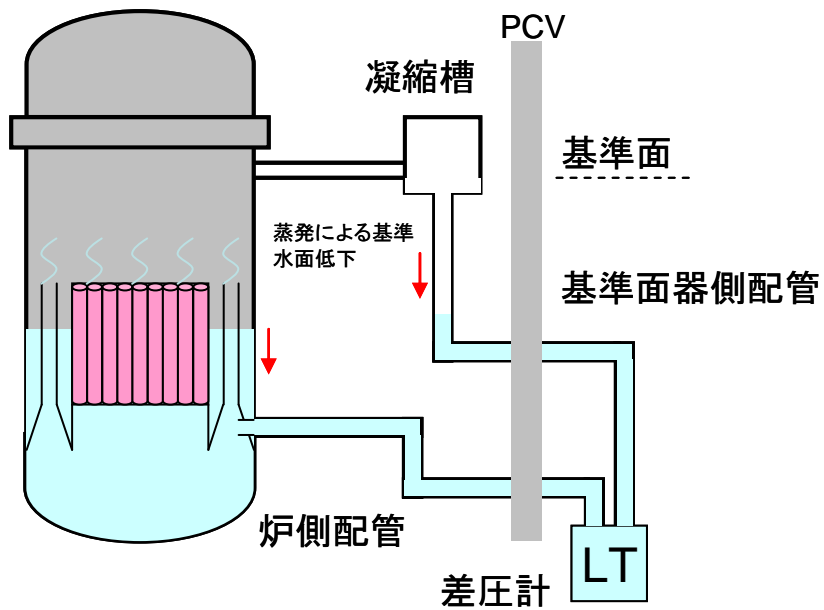 PCV
凝縮槽
基準面
蒸発による基準
水面低下
基準面器側配管
炉側配管
差圧計
LT